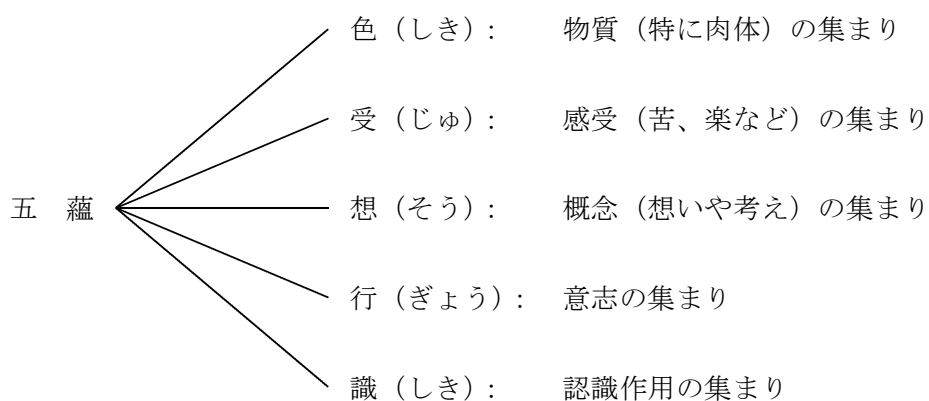 色（しき）： 物質（特に肉体）の集まり
受（じゅ）： 感受（苦、楽など）の集まり
五 蘊
想（そう）： 概念（想いや考え）の集まり
行（ぎょう）： 意志の集まり
識（しき）： 認識作用の集まり